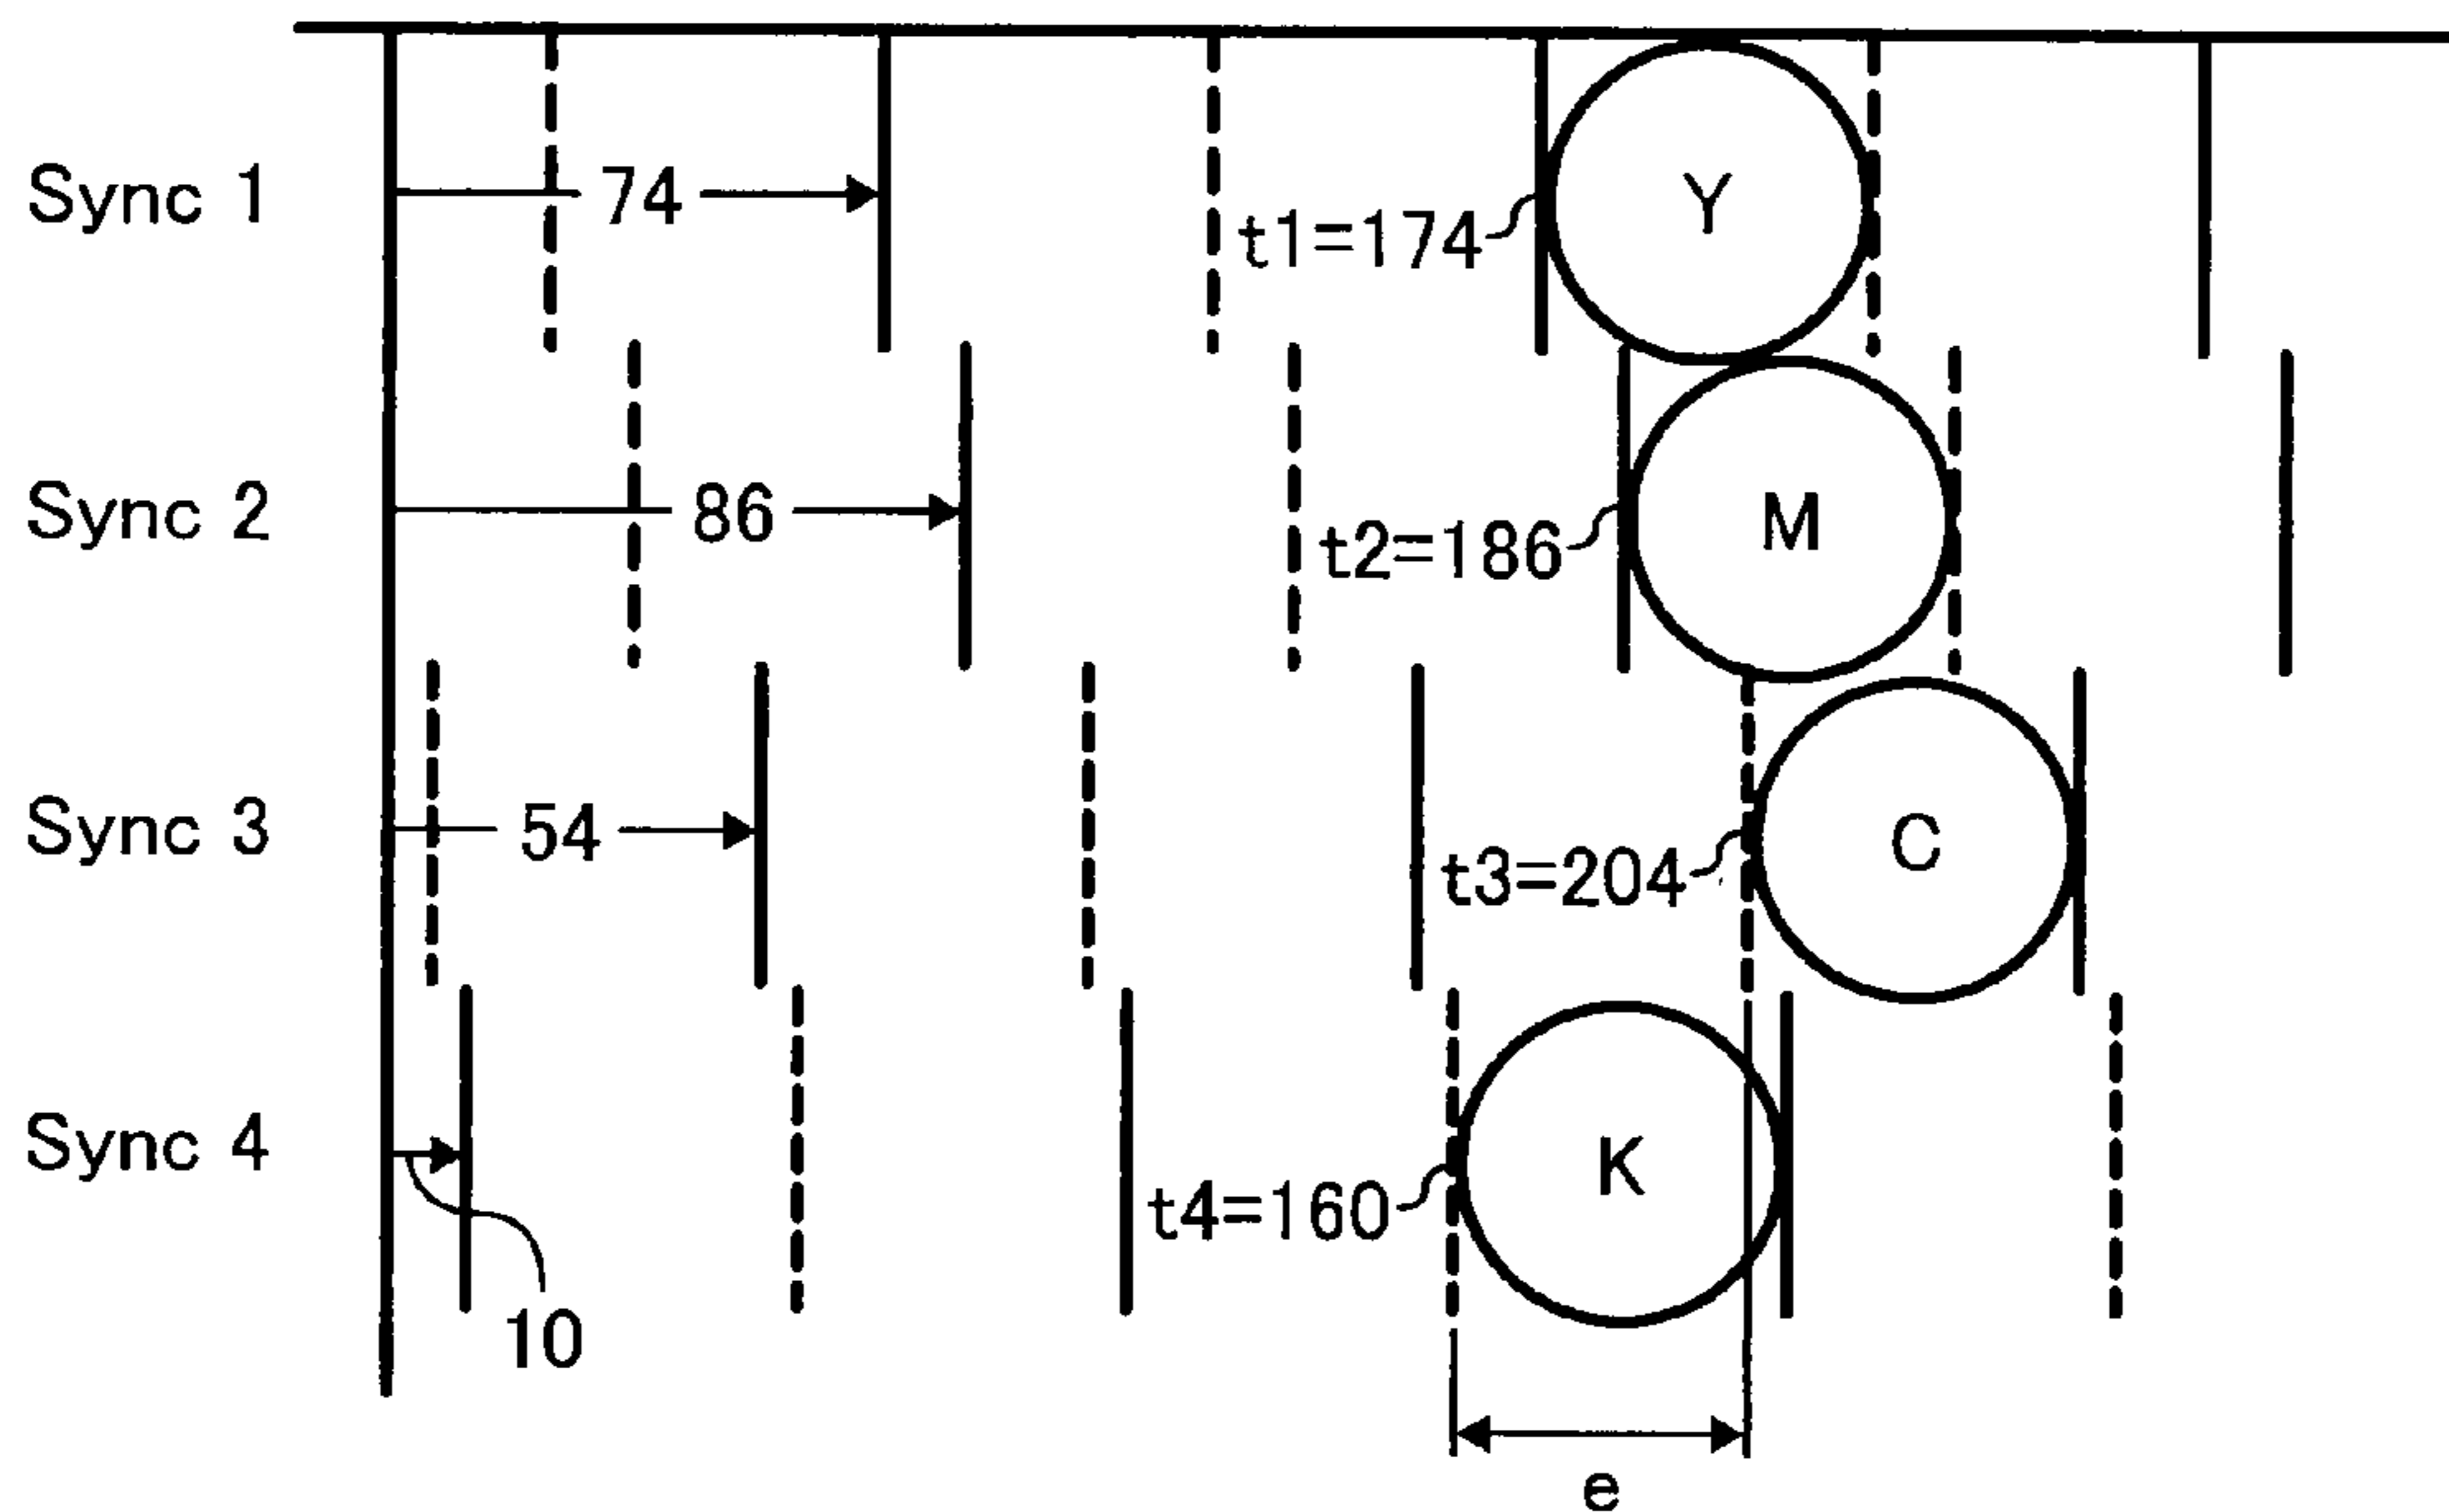 Sync 1
74
t1=174
Y
Sync 2
86
t2=186
M
Sync 3
54
t3=204
C
Sync 4
10
t4=160
K
e